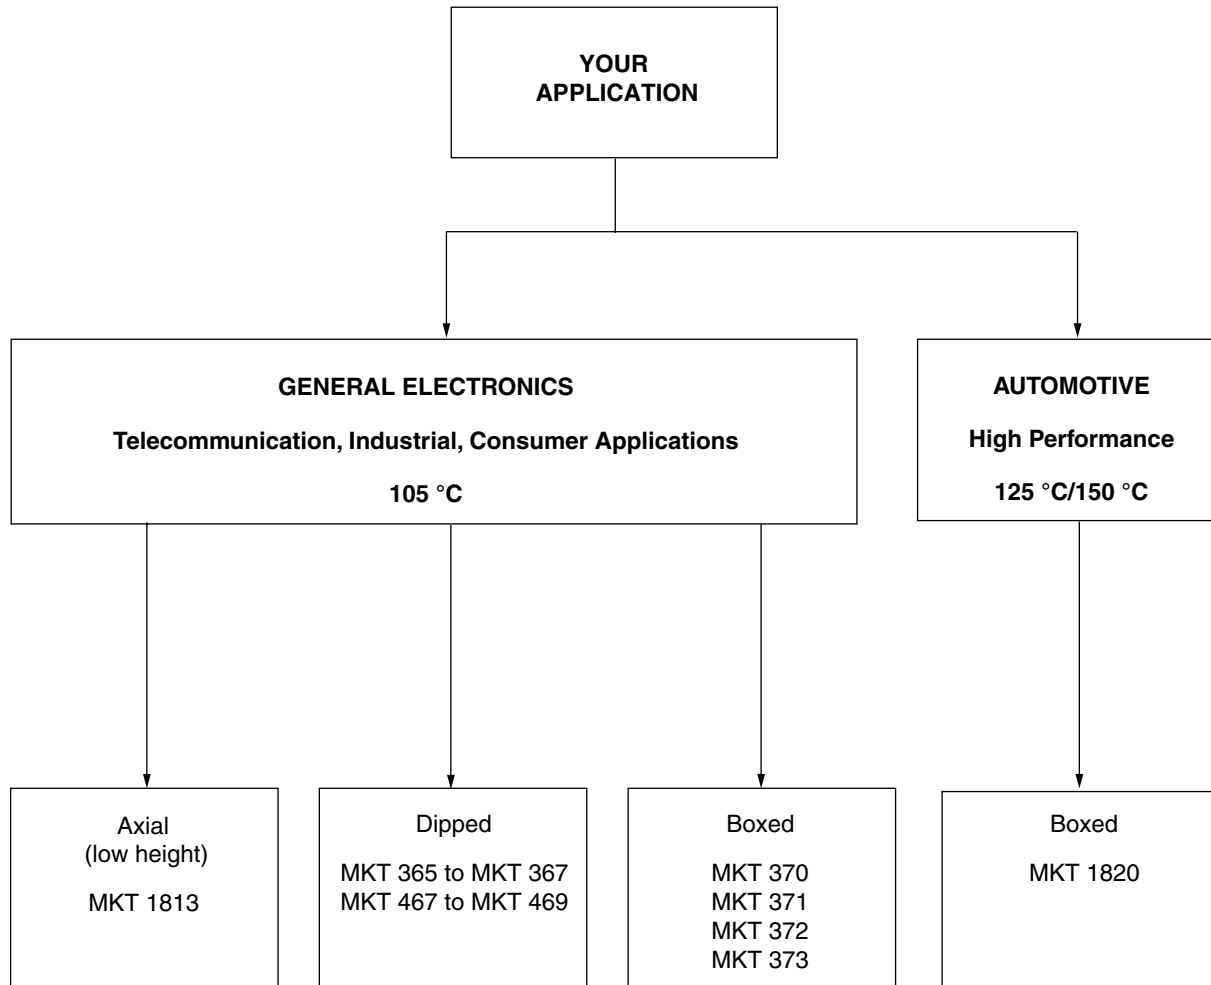 YOUR
APPLICATION
GENERAL ELECTRONICS
Telecommunication, Industrial, Consumer Applications
105 °C
AUTOMOTIVE
High Performance
125 °C/150 °C
Axial
(low height)
MKT 1813
Dipped
MKT 365 to MKT 367
MKT 467 to MKT 469
Boxed
MKT 370
MKT 371
MKT 372
MKT 373
Boxed
MKT 1820